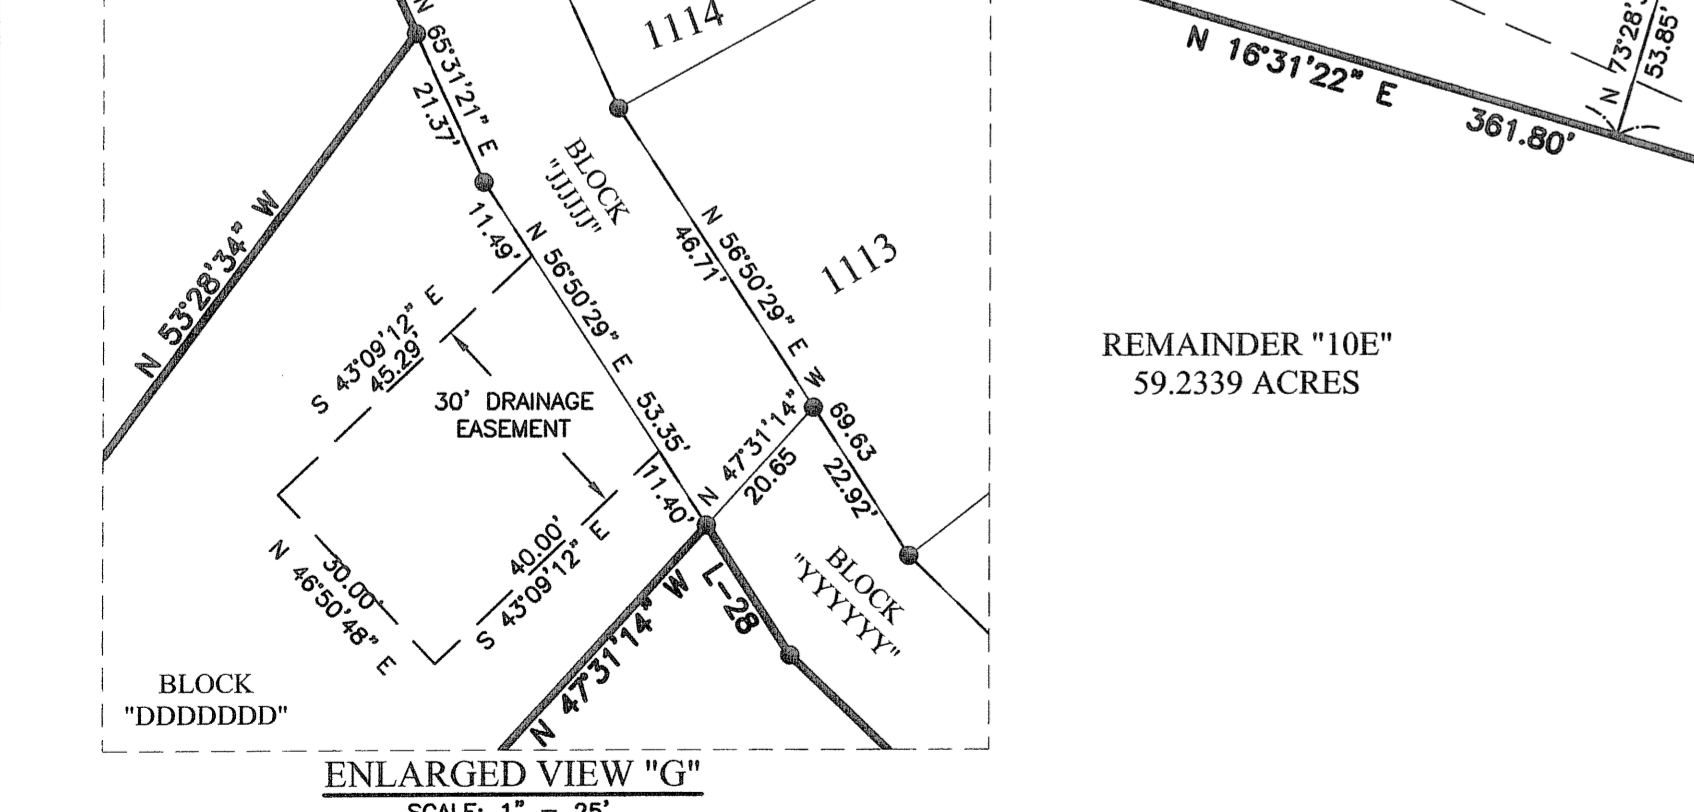 N 65°31'21" E
21.37'
1114
N 16°31'22" E
361.80'
53.85'
BLOCK
"JJJJJJ"
11.49'
N 56°50'29" E
53.35'
N 56°50'29" E
46.71'
69.63
1113
N 53°28'34" W
S 43°09'12" E
45.29'
30' DRAINAGE
EASEMENT
REMAINDER "10E"
59.2339 ACRES
N 47°31'14" W
20.65
22.92'
11.40'
40.00'
S 43°09'12" E
30.00'
N 46°50'48" E
L-28
N 47°31'14" W
BLOCK
"YYYYYY"
BLOCK
"DDDDDDD"
ENLARGED VIEW "G"
SCALE: 1" = 25'